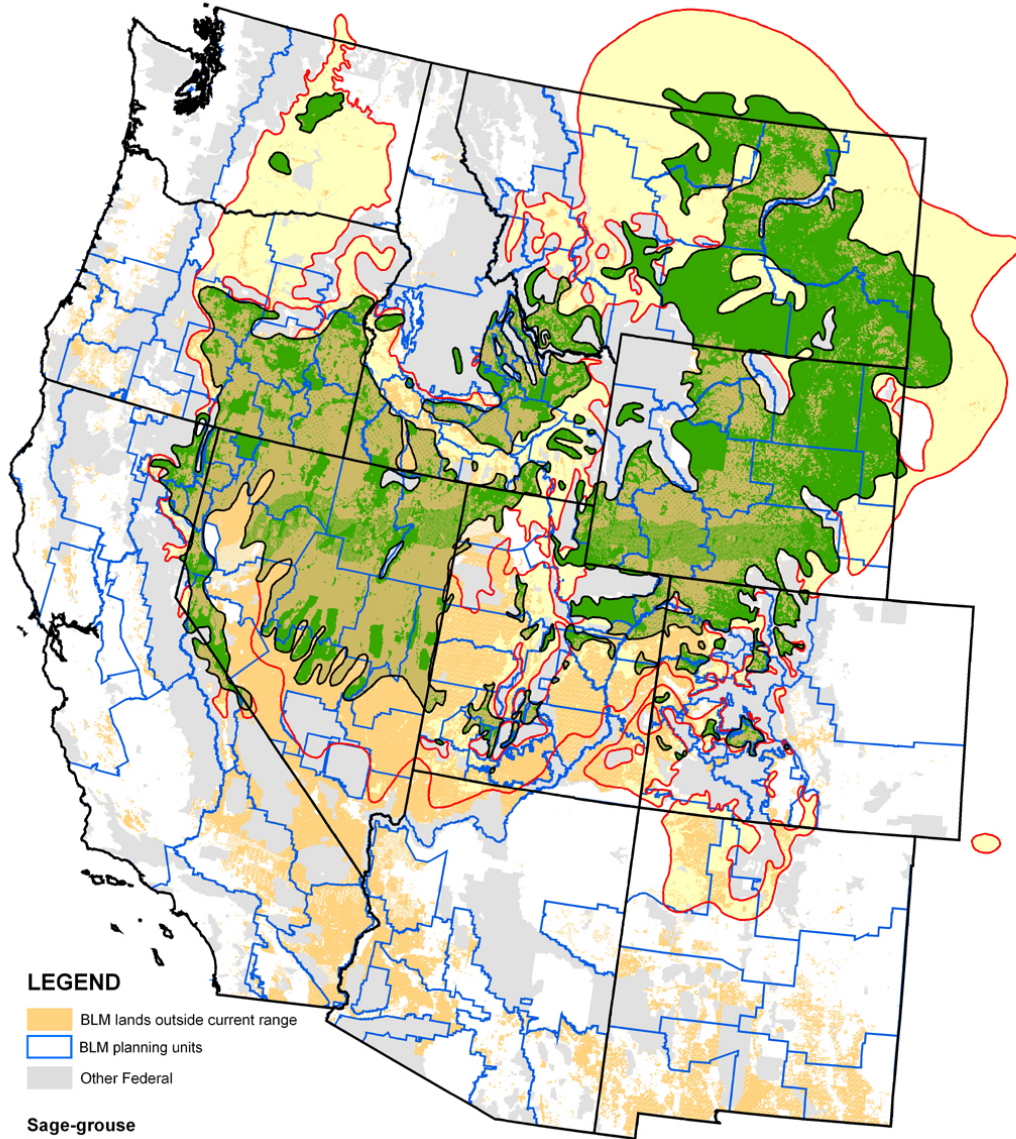 LEGEND
BLM lands outside current range
BLM planning units
Other Federal
Sage-grouse